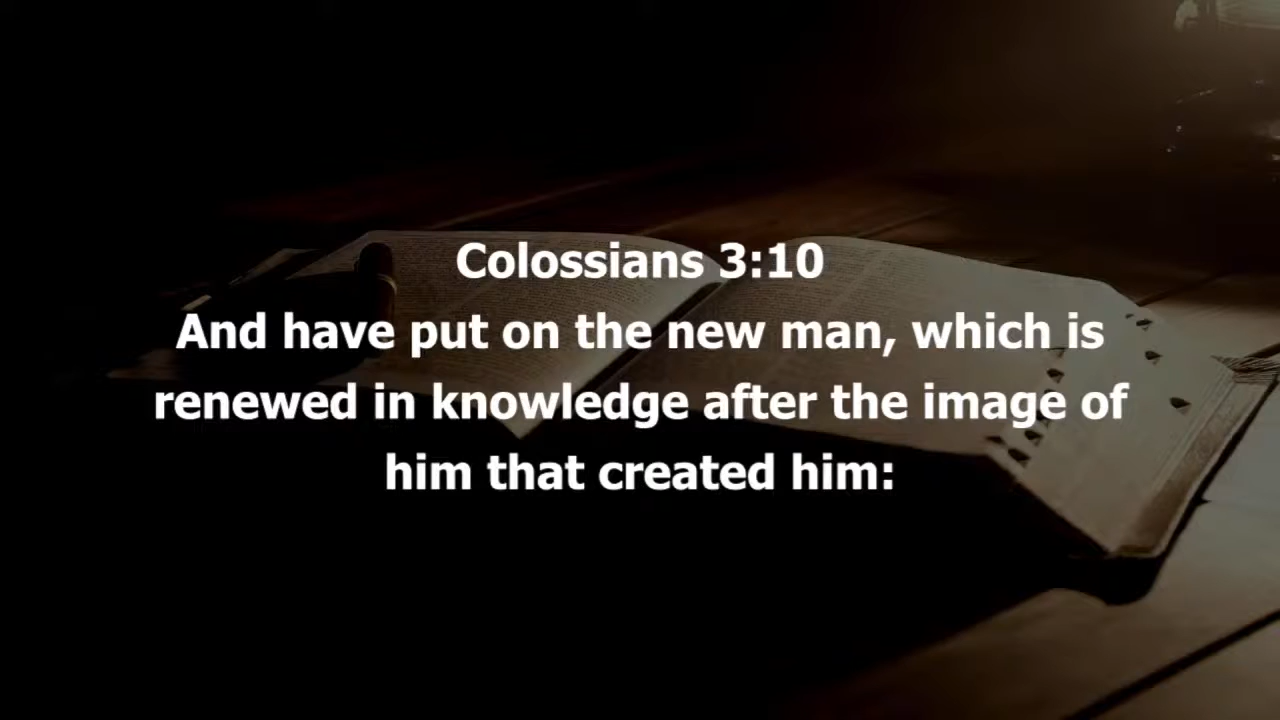 Colossians 3:10
And have put on the new man, which is
renewed in knowledge after the image of
him that created him: